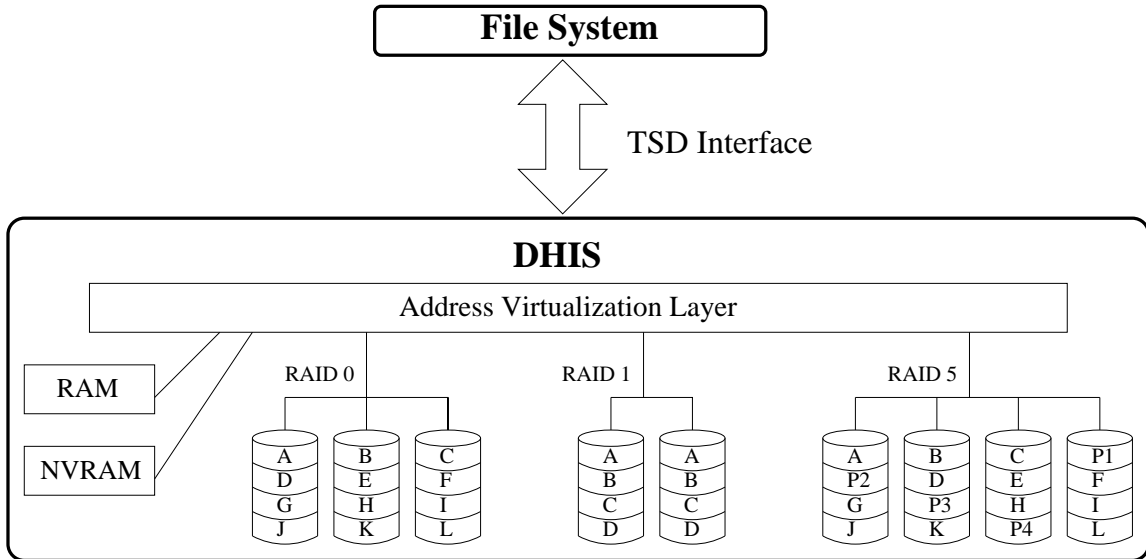 File System
TSD Interface
DHIS
Address Virtualization Layer
RAM
NVRAM
RAID 0
RAID 1
RAID 5
A B C A A A B C P1
D E F B B P2 D E F
G H I C C G P3 H I
J K L D D J K P4 L